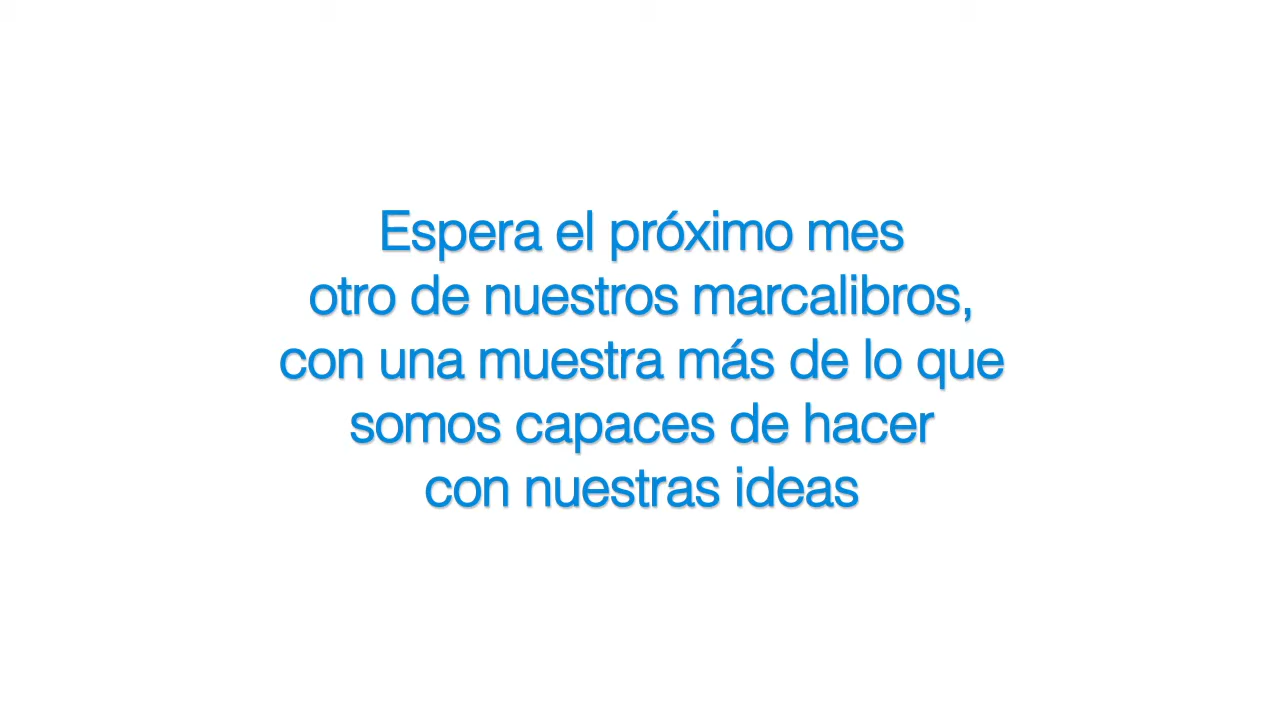 Espera el próximo mes
otro de nuestros marcalibros,
con una muestra más de lo que
somos capaces de hacer
con nuestras ideas